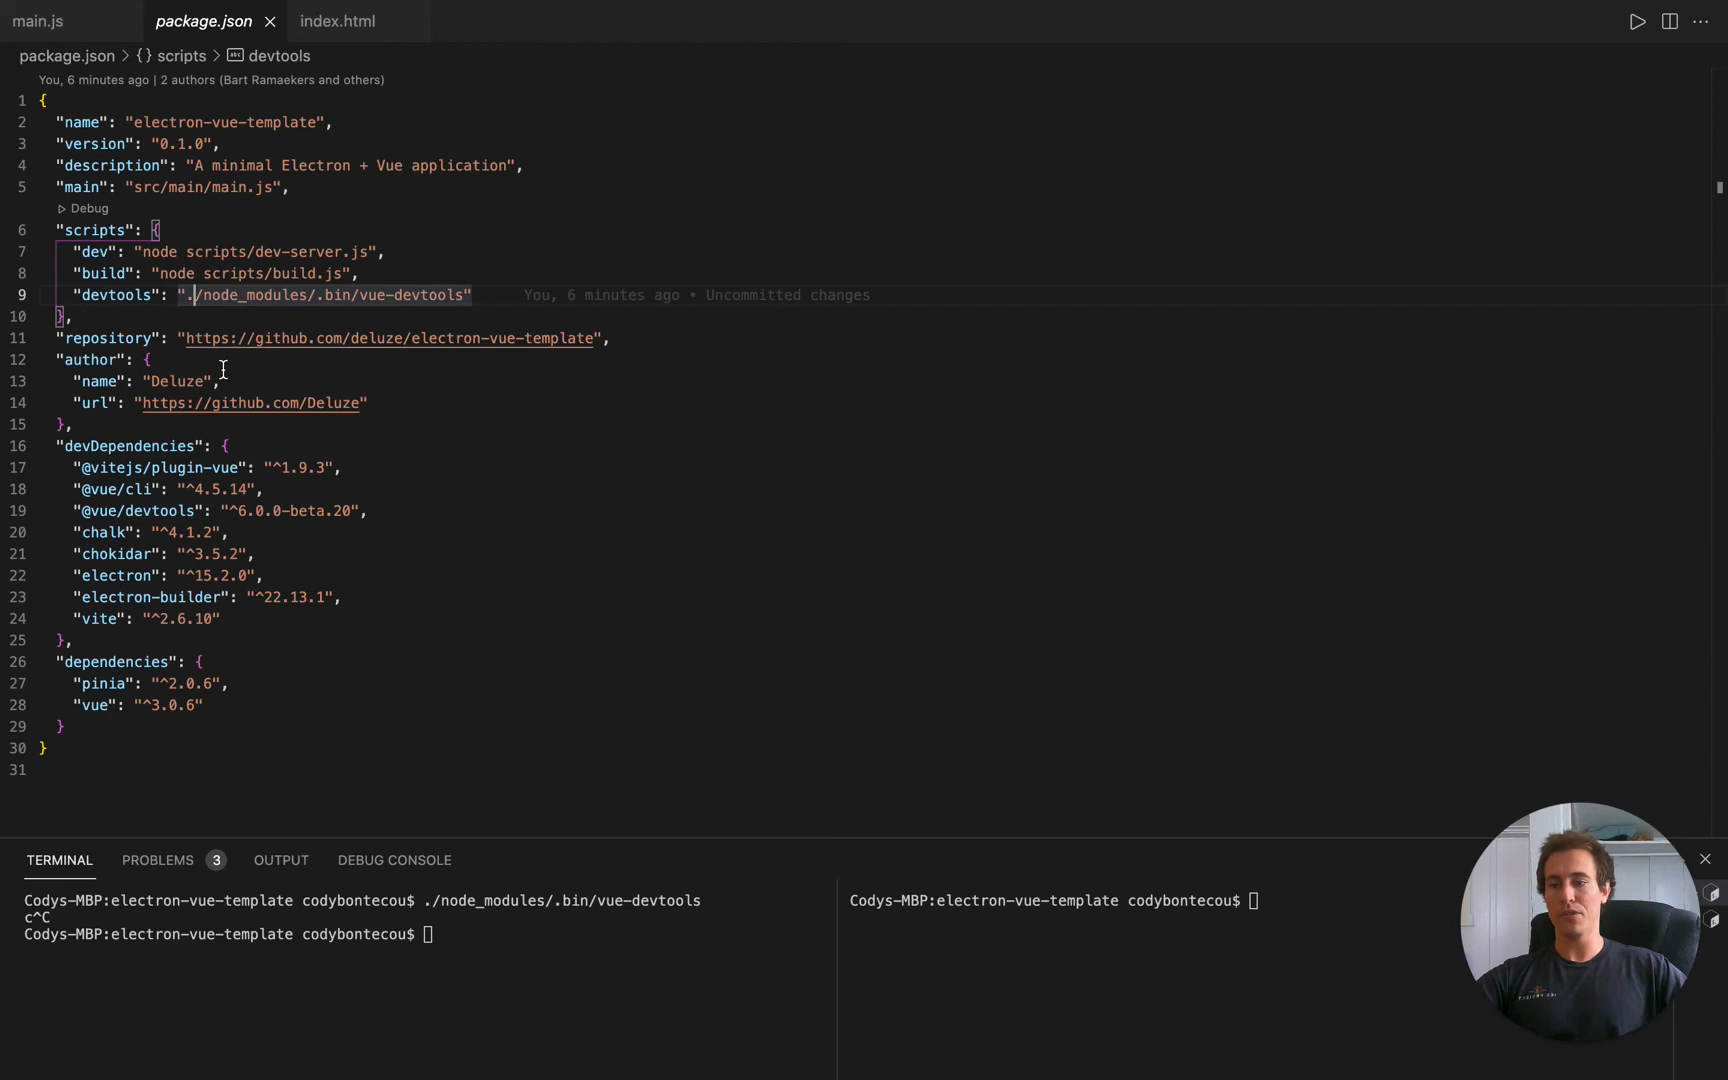 main.js package.json index.html
package.json > {} scripts > abc devtools
You, 6 minutes ago | 2 authors (Bart Ramaekers and others)
1 {
2 "name": "electron-vue-template",
3 "version": "0.1.0",
4 "description": "A minimal Electron + Vue application",
5 "main": "src/main/main.js",
Debug
6 "scripts": {
7 "dev": "node scripts/dev-server.js",
8 "build": "node scripts/build.js",
9 "devtools": "./node_modules/.bin/vue-devtools" You, 6 minutes ago • Uncommitted changes
10 },
11 "repository": "https://github.com/deluze/electron-vue-template",
12 "author": {
13 "name": "Deluze",
14 "url": "https://github.com/Deluze"
15 },
16 "devDependencies": {
17 "@vitejs/plugin-vue": "^1.9.3",
18 "@vue/cli": "^4.5.14",
19 "@vue/devtools": "^6.0.0-beta.20",
20 "chalk": "^4.1.2",
21 "chokidar": "^3.5.2",
22 "electron": "^15.2.0",
23 "electron-builder": "^22.13.1",
24 "vite": "^2.6.10"
25 },
26 "dependencies": {
27 "pinia": "^2.0.6",
28 "vue": "^3.0.6"
29 }
30 }
31
TERMINAL PROBLEMS 3 OUTPUT DEBUG CONSOLE
Codys-MBP:electron-vue-template codybontecou$ ./node_modules/.bin/vue-devtools
c^C
Codys-MBP:electron-vue-template codybontecou$
Codys-MBP:electron-vue-template codybontecou$